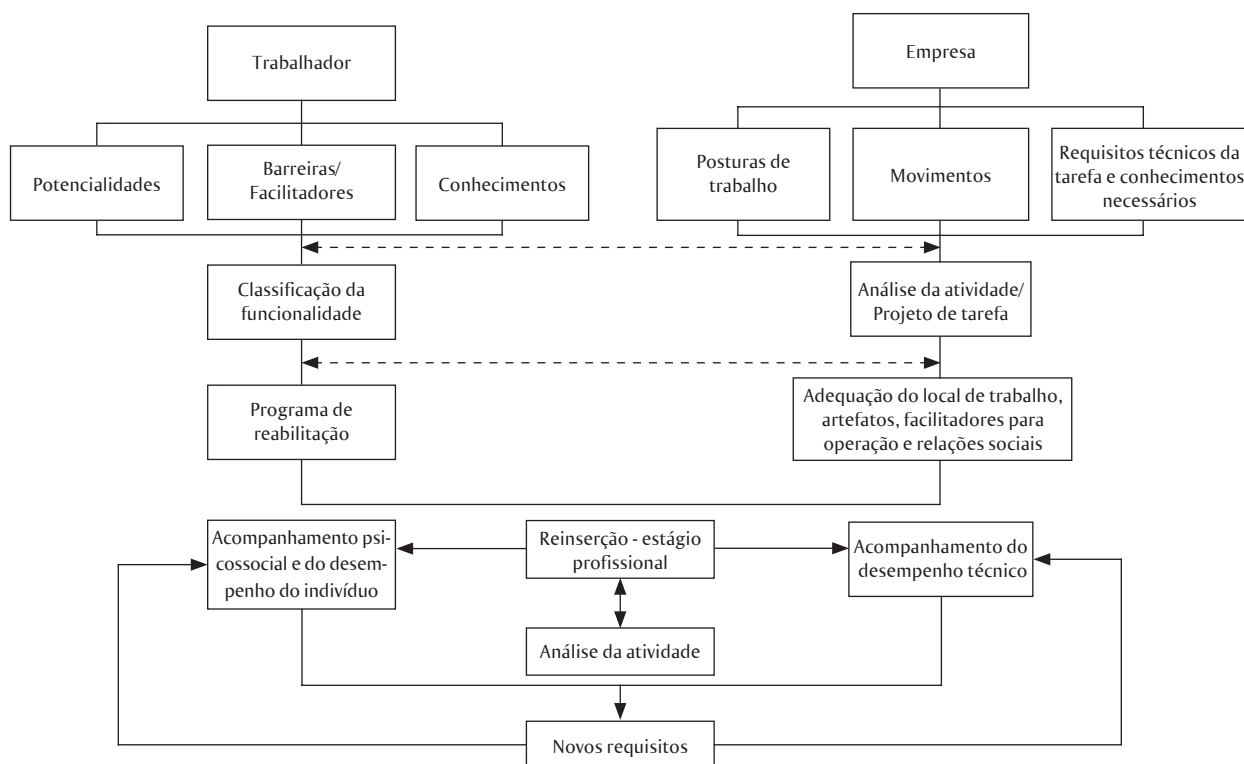 Trabalhador
Empresa
Potencialidades
Barreiras/
Facilitadores
Conhecimentos
Posturas de
trabalho
Movimentos
Requisitos técnicos da
tarefa e conhecimentos
necessários
Classificação da
funcionalidade
Análise da atividade/
Projeto de tarefa
Programa de
reabilitação
Adequação do local de trabalho,
artefatos, facilitadores para
operação e relações sociais
Acompanhamento psi-
cossocial e do desem-
penho do indivíduo
Reinserção - estágio
profissional
Acompanhamento do
desempenho técnico
Análise da atividade
Novos requisitos